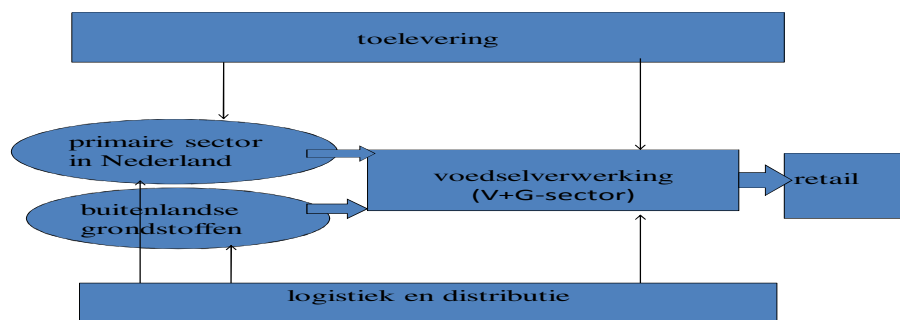 toelevering
primaire sector
in Nederland
voedselverwerking
(V+G-sector)
retail
buitenlandse
grondstoffen
logistiek en distributie